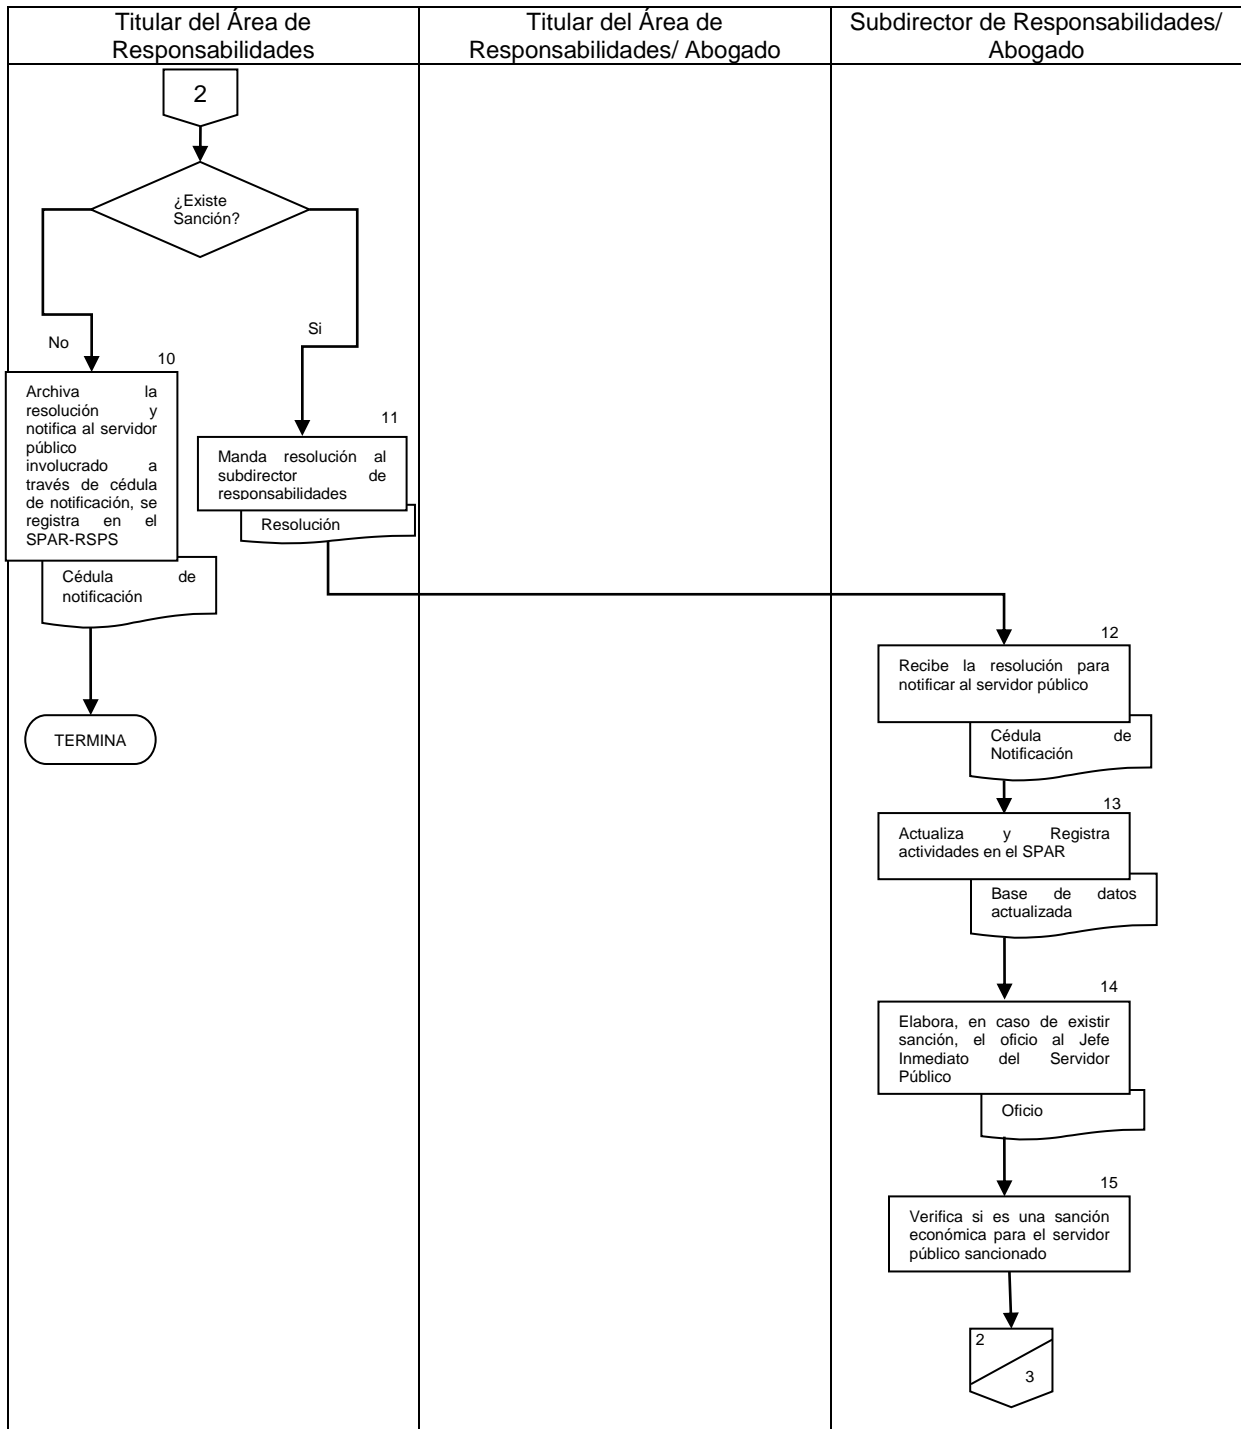 Titular del Área de
Responsabilidades
Titular del Área de
Responsabilidades/ Abogado
Subdirector de Responsabilidades/
Abogado
2
¿Existe
Sanción?
No
Si
10
Archiva la
resolución y
notifica al servidor
público
involucrado a
través de cédula
de notificación, se
registra en el
SPAR-RSPS
Cédula de
notificación
TERMINA
11
Manda resolución al
subdirector de
responsabilidades
Resolución
12
Recibe la resolución para
notificar al servidor público
Cédula de
Notificación
13
Actualiza y Registra
actividades en el SPAR
Base de datos
actualizada
14
Elabora, en caso de existir
sanción, el oficio al Jefe
Inmediato del Servidor
Público
Oficio
15
Verifica si es una sanción
económica para el servidor
público sancionado
2
3